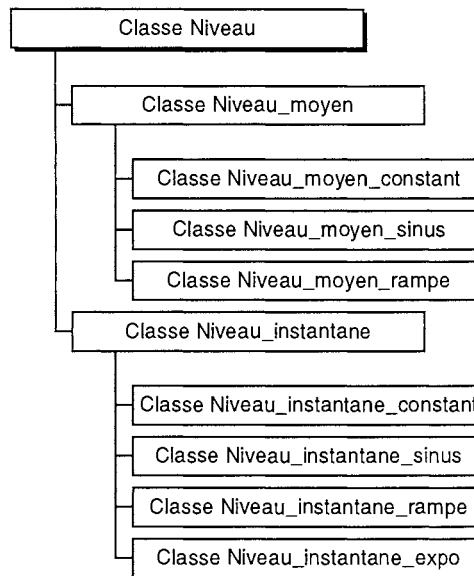 Classe Niveau
Classe Niveau_moyen
Classe Niveau_moyen_constant
Classe Niveau_moyen_sinus
Classe Niveau_moyen_rampe
Classe Niveau_instantane
Classe Niveau_instantane_constant
Classe Niveau_instantane_sinus
Classe Niveau_instantane_rampe
Classe Niveau_instantane_expo